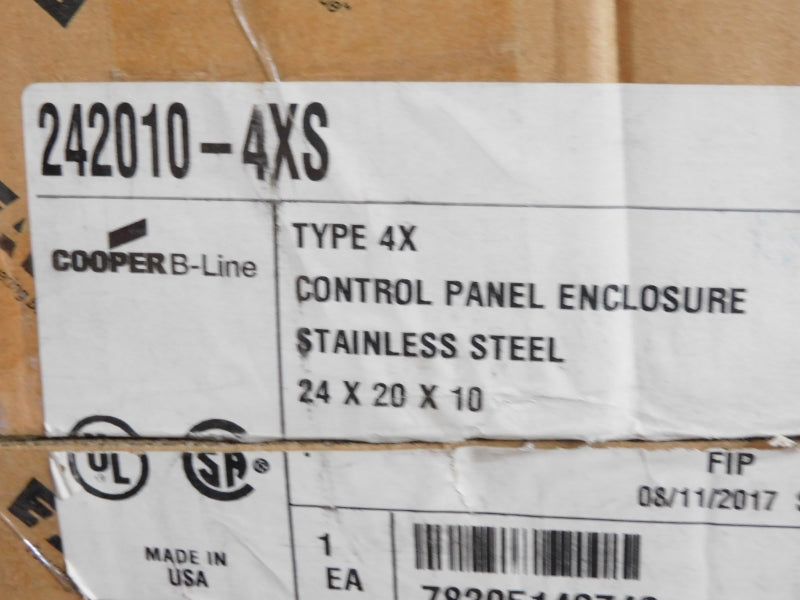 242010-4XS
COOPER B-Line
TYPE 4X
CONTROL PANEL ENCLOSURE
STAINLESS STEEL
24 X 20 X 10
UL
SA®
FIP
08/11/2017
MADE IN
USA
1
EA